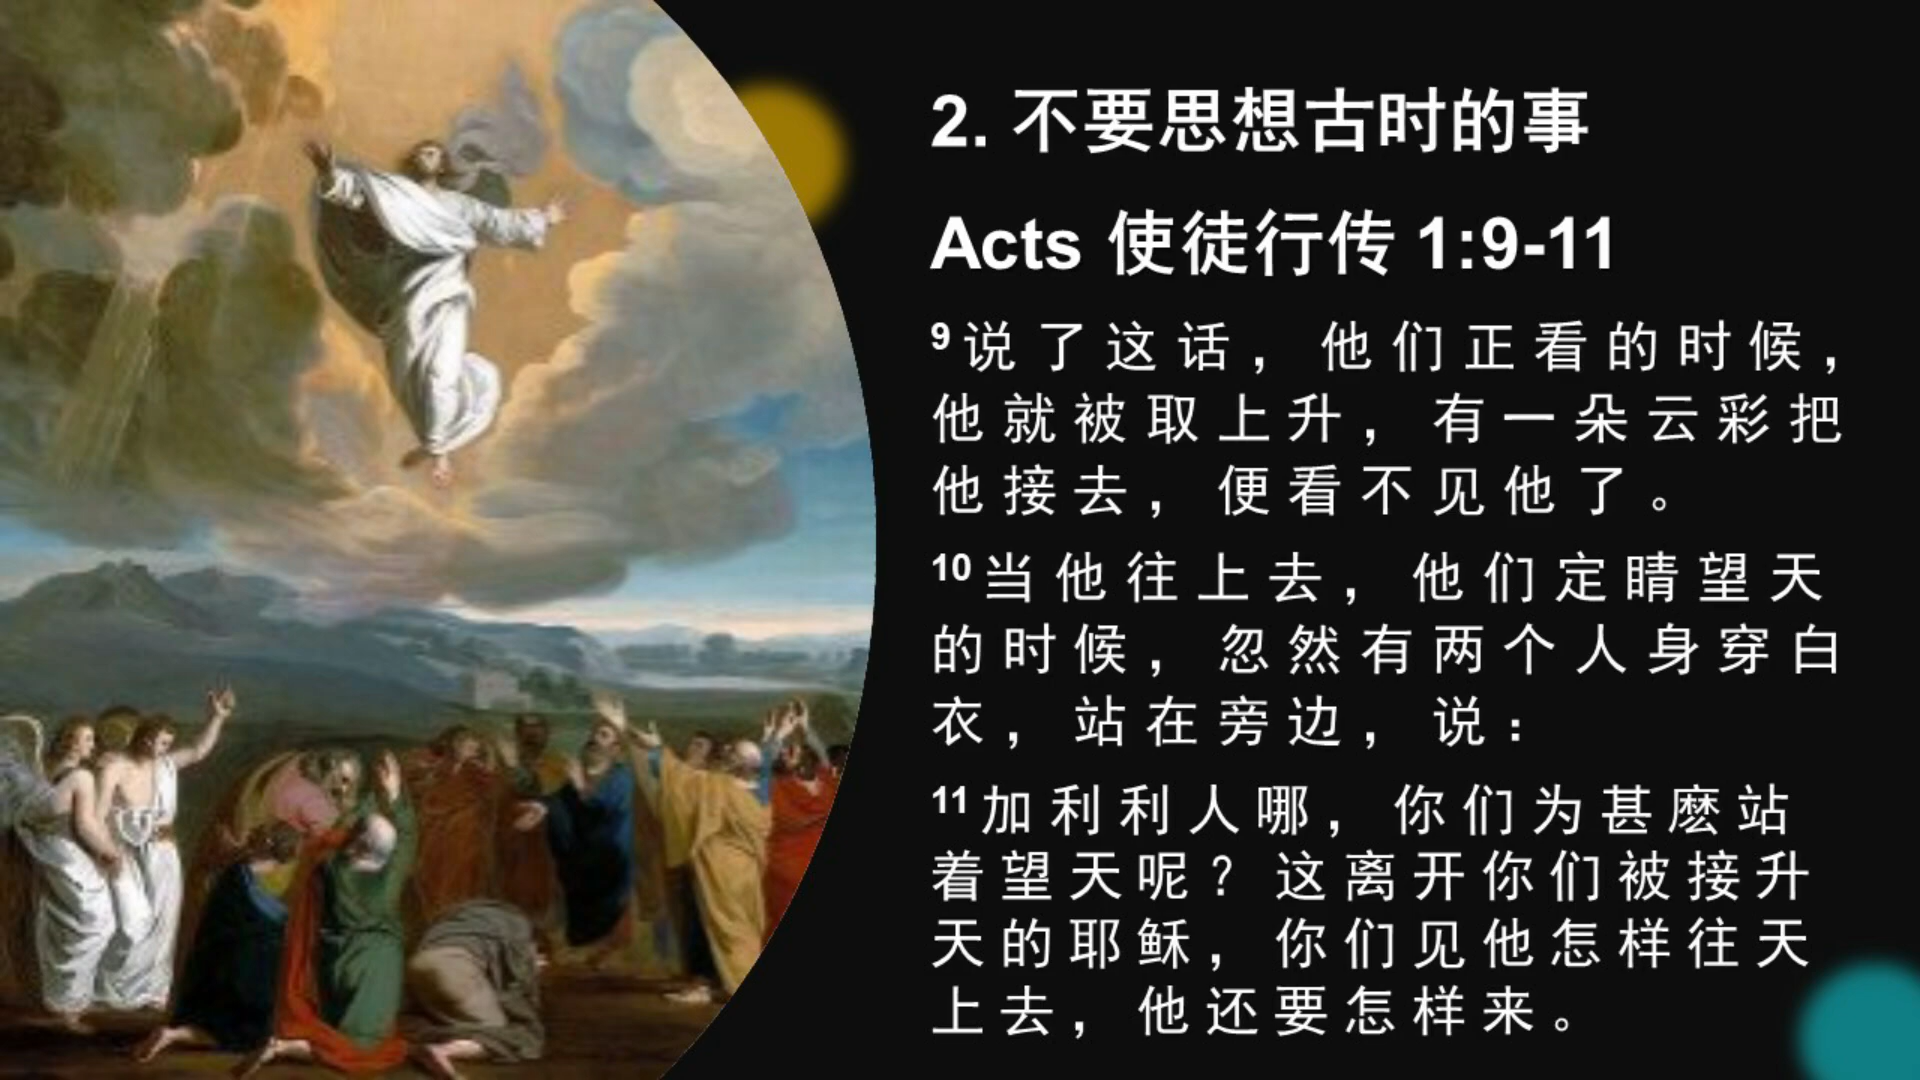 2. 不要思想古时的事
Acts 使徒行传 1:9-11
9说了这话，他们正看的时候，
他就被取上升，有一朵云彩把
他接去，便看不见他了。
10当他往上去，他们定睛望天
的时候，忽然有两个人身穿白
衣，站在旁边，说：
11加利利人哪，你们为甚麽站
着望天呢？这离开你们被接升
天的耶稣，你们见他怎样往天
上去，他还要怎样来。